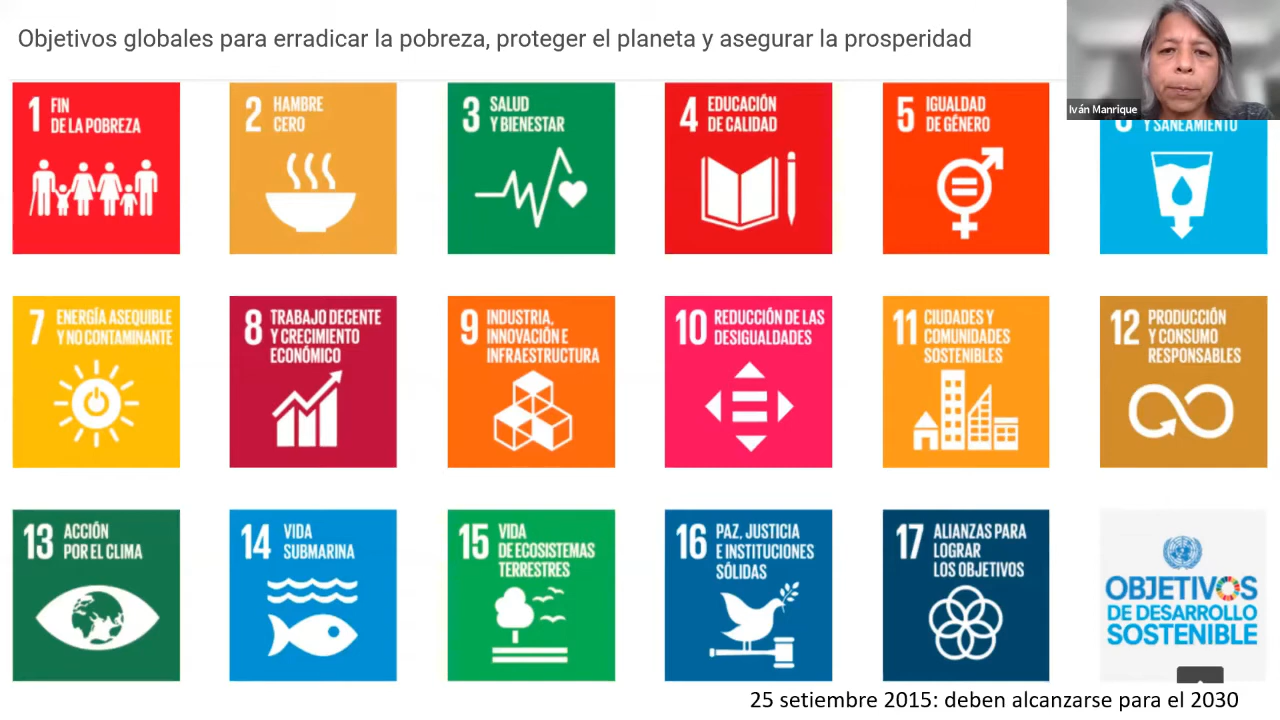 Objetivos globales para erradicar la pobreza, proteger el planeta y asegurar la prosperidad
Iván Manrique
1 FIN
DE LA POBREZA
2 HAMBRE
CERO
3 SALUD
Y BIENESTAR
4 EDUCACIÓN
DE CALIDAD
5 IGUALDAD
DE GÉNERO
Y SANEAMIENTO
7 ENERGÍA ASEQUIBLE
Y NO CONTAMINANTE
8 TRABAJO DECENTE
Y CRECIMIENTO
ECONÓMICO
9 INDUSTRIA,
INNOVACIÓN E
INFRAESTRUCTURA
10 REDUCCIÓN DE LAS
DESIGUALDADES
11 CIUDADES Y
COMUNIDADES
SOSTENIBLES
12 PRODUCCIÓN
Y CONSUMO
RESPONSABLES
13 ACCIÓN
POR EL CLIMA
14 VIDA
SUBMARINA
15 VIDA
DE ECOSISTEMAS
TERRESTRES
16 PAZ, JUSTICIA
E INSTITUCIONES
SÓLIDAS
17 ALIANZAS PARA
LOGRAR
LOS OBJETIVOS
OBJETIVOS
DE DESARROLLO
SOSTENIBLE
25 setiembre 2015: deben alcanzarse para el 2030